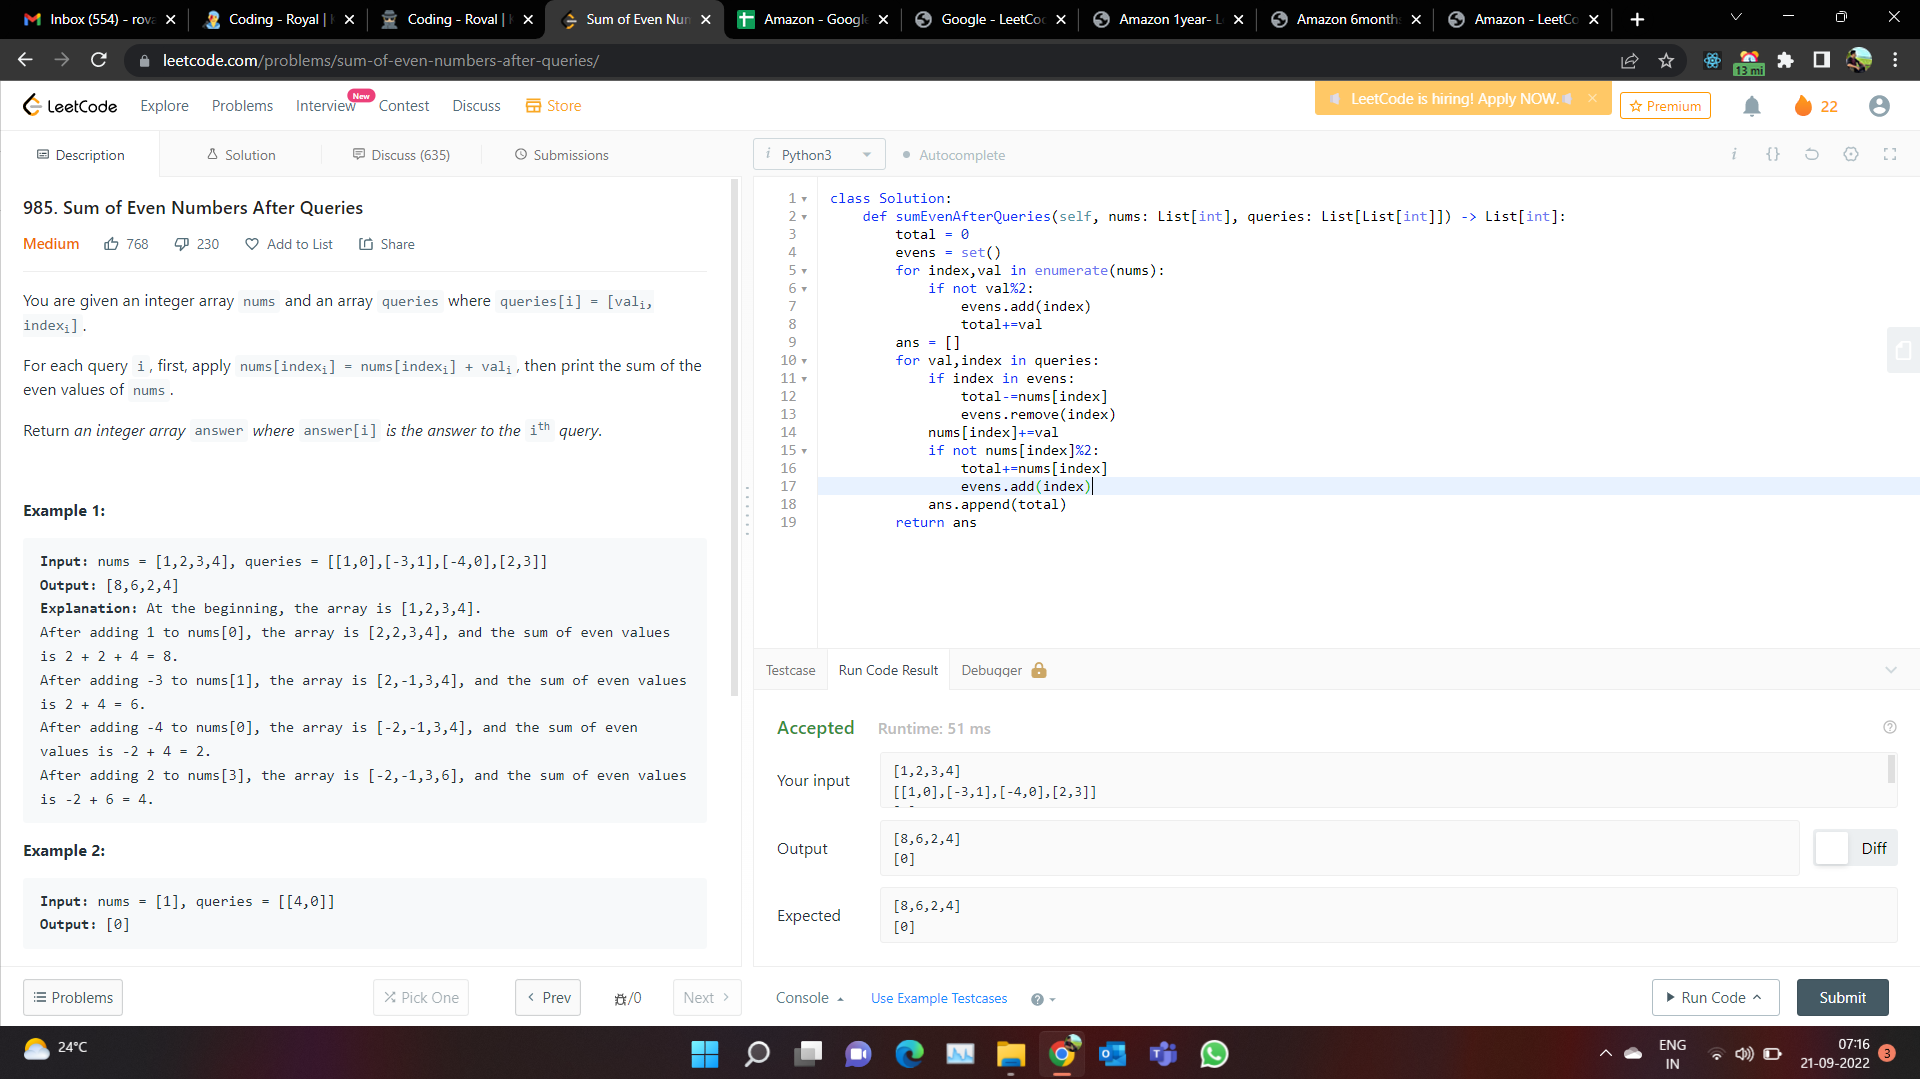 Inbox (554) - rova
Coding - Royal |
Coding - Royal |
Sum of Even Num
Amazon - Google
Google - LeetCo
Amazon 1year- L
Amazon 6month
Amazon - LeetCo
leetcode.com/problems/sum-of-even-numbers-after-queries/
13 mi
LeetCode
Explore
Problems
Interview
New
Contest
Discuss
Store
LeetCode is hiring! Apply NOW.
Premium
22
Description
Solution
Discuss (635)
Submissions
985. Sum of Even Numbers After Queries
Medium
768
230
Add to List
Share
You are given an integer array nums and an array queries where queries[i] = [valᵢ,
indexᵢ].
For each query i, first, apply nums[indexᵢ] = nums[indexᵢ] + valᵢ, then print the sum of the
even values of nums.
Return an integer array answer where answer[i] is the answer to the iᵗʰ query.
Example 1:
Input: nums = [1,2,3,4], queries = [[1,0],[-3,1],[-4,0],[2,3]]
Output: [8,6,2,4]
Explanation: At the beginning, the array is [1,2,3,4].
After adding 1 to nums[0], the array is [2,2,3,4], and the sum of even values
is 2 + 2 + 4 = 8.
After adding -3 to nums[1], the array is [2,-1,3,4], and the sum of even values
is 2 + 4 = 6.
After adding -4 to nums[0], the array is [-2,-1,3,4], and the sum of even
values is -2 + 4 = 2.
After adding 2 to nums[3], the array is [-2,-1,3,6], and the sum of even values
is -2 + 6 = 4.
Example 2:
Input: nums = [1], queries = [[4,0]]
Output: [0]
Problems
Pick One
Prev
/0
Next
i Python3
Autocomplete
i {}
1 class Solution:
2     def sumEvenAfterQueries(self, nums: List[int], queries: List[List[int]]) -> List[int]:
3         total = 0
4         evens = set()
5         for index,val in enumerate(nums):
6             if not val%2:
7                 evens.add(index)
8                 total+=val
9         ans = []
10         for val,index in queries:
11             if index in evens:
12                 total-=nums[index]
13                 evens.remove(index)
14             nums[index]+=val
15             if not nums[index]%2:
16                 total+=nums[index]
17                 evens.add(index)
18             ans.append(total)
19         return ans
Testcase
Run Code Result
Debugger
Accepted
Runtime: 51 ms
Your input
[1,2,3,4]
[[1,0],[-3,1],[-4,0],[2,3]]
Output
[8,6,2,4]
[0]
Diff
Expected
[8,6,2,4]
[0]
Console
Use Example Testcases
Run Code
Submit
24°C
ENG
IN
07:16
21-09-2022
3